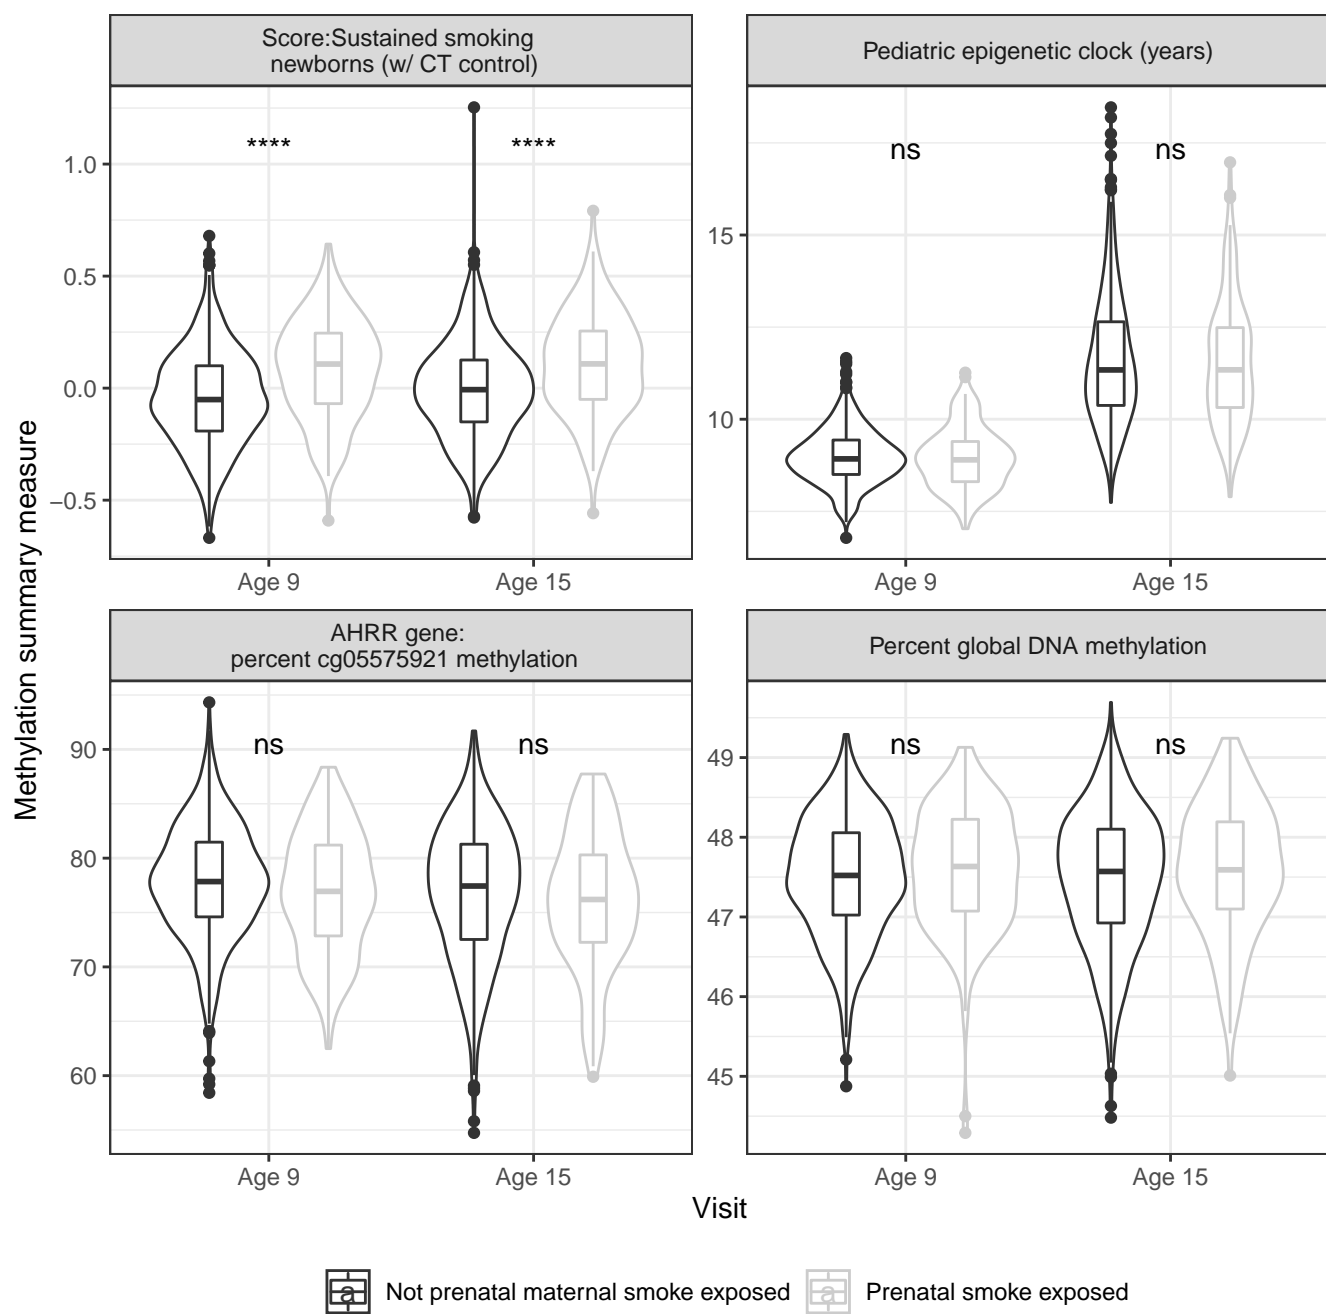 Score:Sustained smoking
newborns (w/ CT control)
Pediatric epigenetic clock (years)
****
****
ns
ns
1.0
0.5
0.0
−0.5
15
10
Age 9
Age 15
Age 9
Age 15
AHRR gene:
percent cg05575921 methylation
Percent global DNA methylation
ns
ns
ns
ns
90
80
70
60
49
48
47
46
45
Age 9
Age 15
Age 9
Age 15
Methylation summary measure
Visit
a Not prenatal maternal smoke exposed
a Prenatal smoke exposed